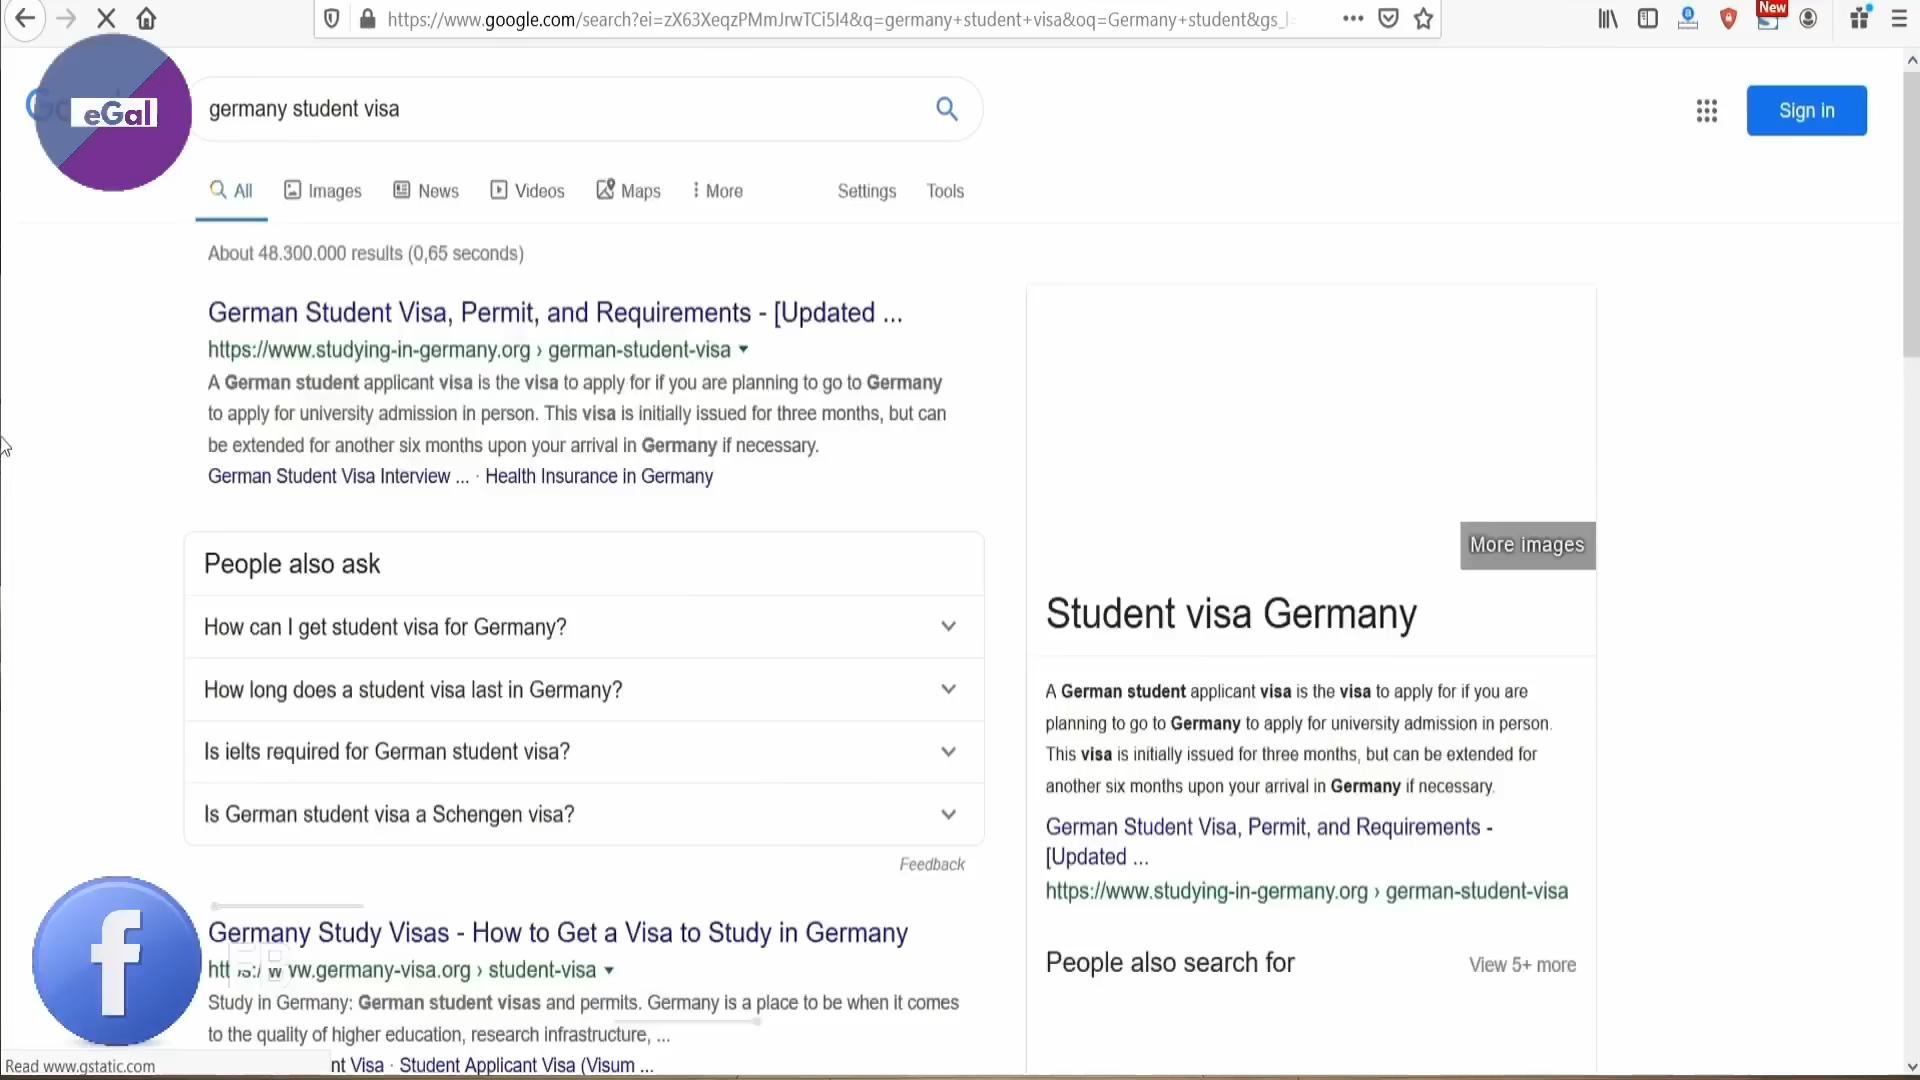 https://www.google.com/search?ei=zX63XeqzPMmJrwTCi5I4&q=germany+student+visa&oq=Germany+student&gs_
New
eGal
germany student visa
Sign in
All
Images
News
Videos
Maps
More
Settings
Tools
About 48.300.000 results (0,65 seconds)
German Student Visa, Permit, and Requirements - [Updated ...
https://www.studying-in-germany.org › german-student-visa
A German student applicant visa is the visa to apply for if you are planning to go to Germany
to apply for university admission in person. This visa is initially issued for three months, but can
be extended for another six months upon your arrival in Germany if necessary.
German Student Visa Interview ... · Health Insurance in Germany
People also ask
How can I get student visa for Germany?
How long does a student visa last in Germany?
Is ielts required for German student visa?
Is German student visa a Schengen visa?
Feedback
Germany Study Visas - How to Get a Visa to Study in Germany
vw.germany-visa.org › student-visa
Study in Germany: German student visas and permits. Germany is a place to be when it comes
to the quality of higher education, research infrastructure, ...
nt Visa · Student Applicant Visa (Visum ...
Read www.gstatic.com
More images
Student visa Germany
A German student applicant visa is the visa to apply for if you are
planning to go to Germany to apply for university admission in person.
This visa is initially issued for three months, but can be extended for
another six months upon your arrival in Germany if necessary.
German Student Visa, Permit, and Requirements -
[Updated ...
https://www.studying-in-germany.org › german-student-visa
People also search for
View 5+ more